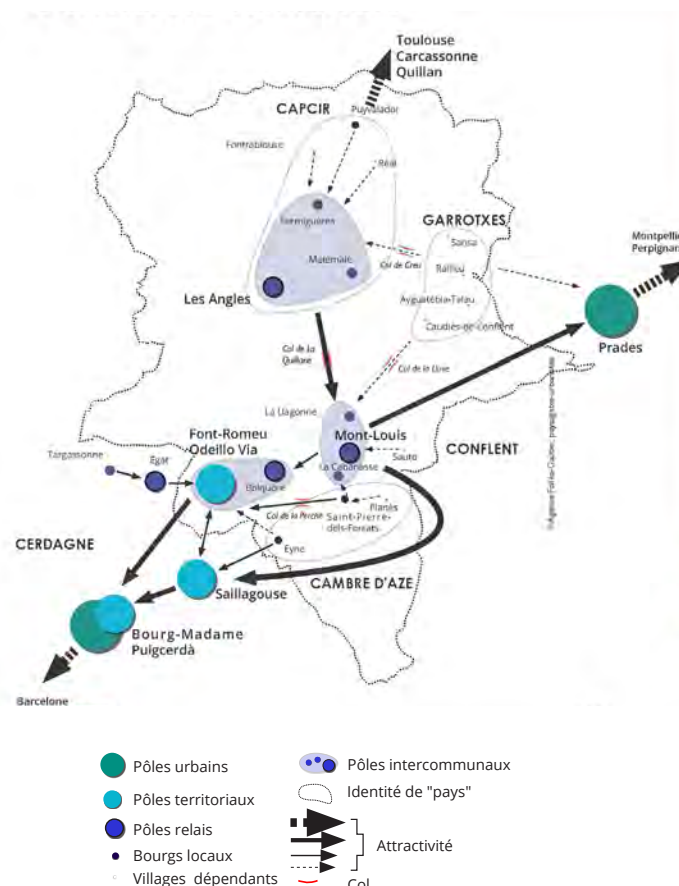 Toulouse
Carcassonne
Quillan
CAPCIR
Puyvalador
Fontrabiouse
Réal
Formiguères
Matemale
Les Angles
GARROTXES
Sansa
Railleu
Ayguatébia-Talau
Caudiès-de-Conflent
Col de Creu
Montpellie
Perpignan
Prades
Col de La
Quillane
Col de la Llose
La Llagonne
Mont-Louis
La Cabanasse
Sauto
CONFLENT
Font-Romeu
Odeillo Via
Targassonne
Egat
Bolquère
Col de la Perche
Planès
Saint-Pierre-
dels-Forcats
Eyne
CERDAGNE
CAMBRE D'AZE
Saillagouse
Bourg-Madame
Puigcerdà
Barcelone
Pôles urbains
Pôles territoriaux
Pôles relais
Bourgs locaux
Villages dépendants
Pôles intercommunaux
Identité de "pays"
Attractivité
Col